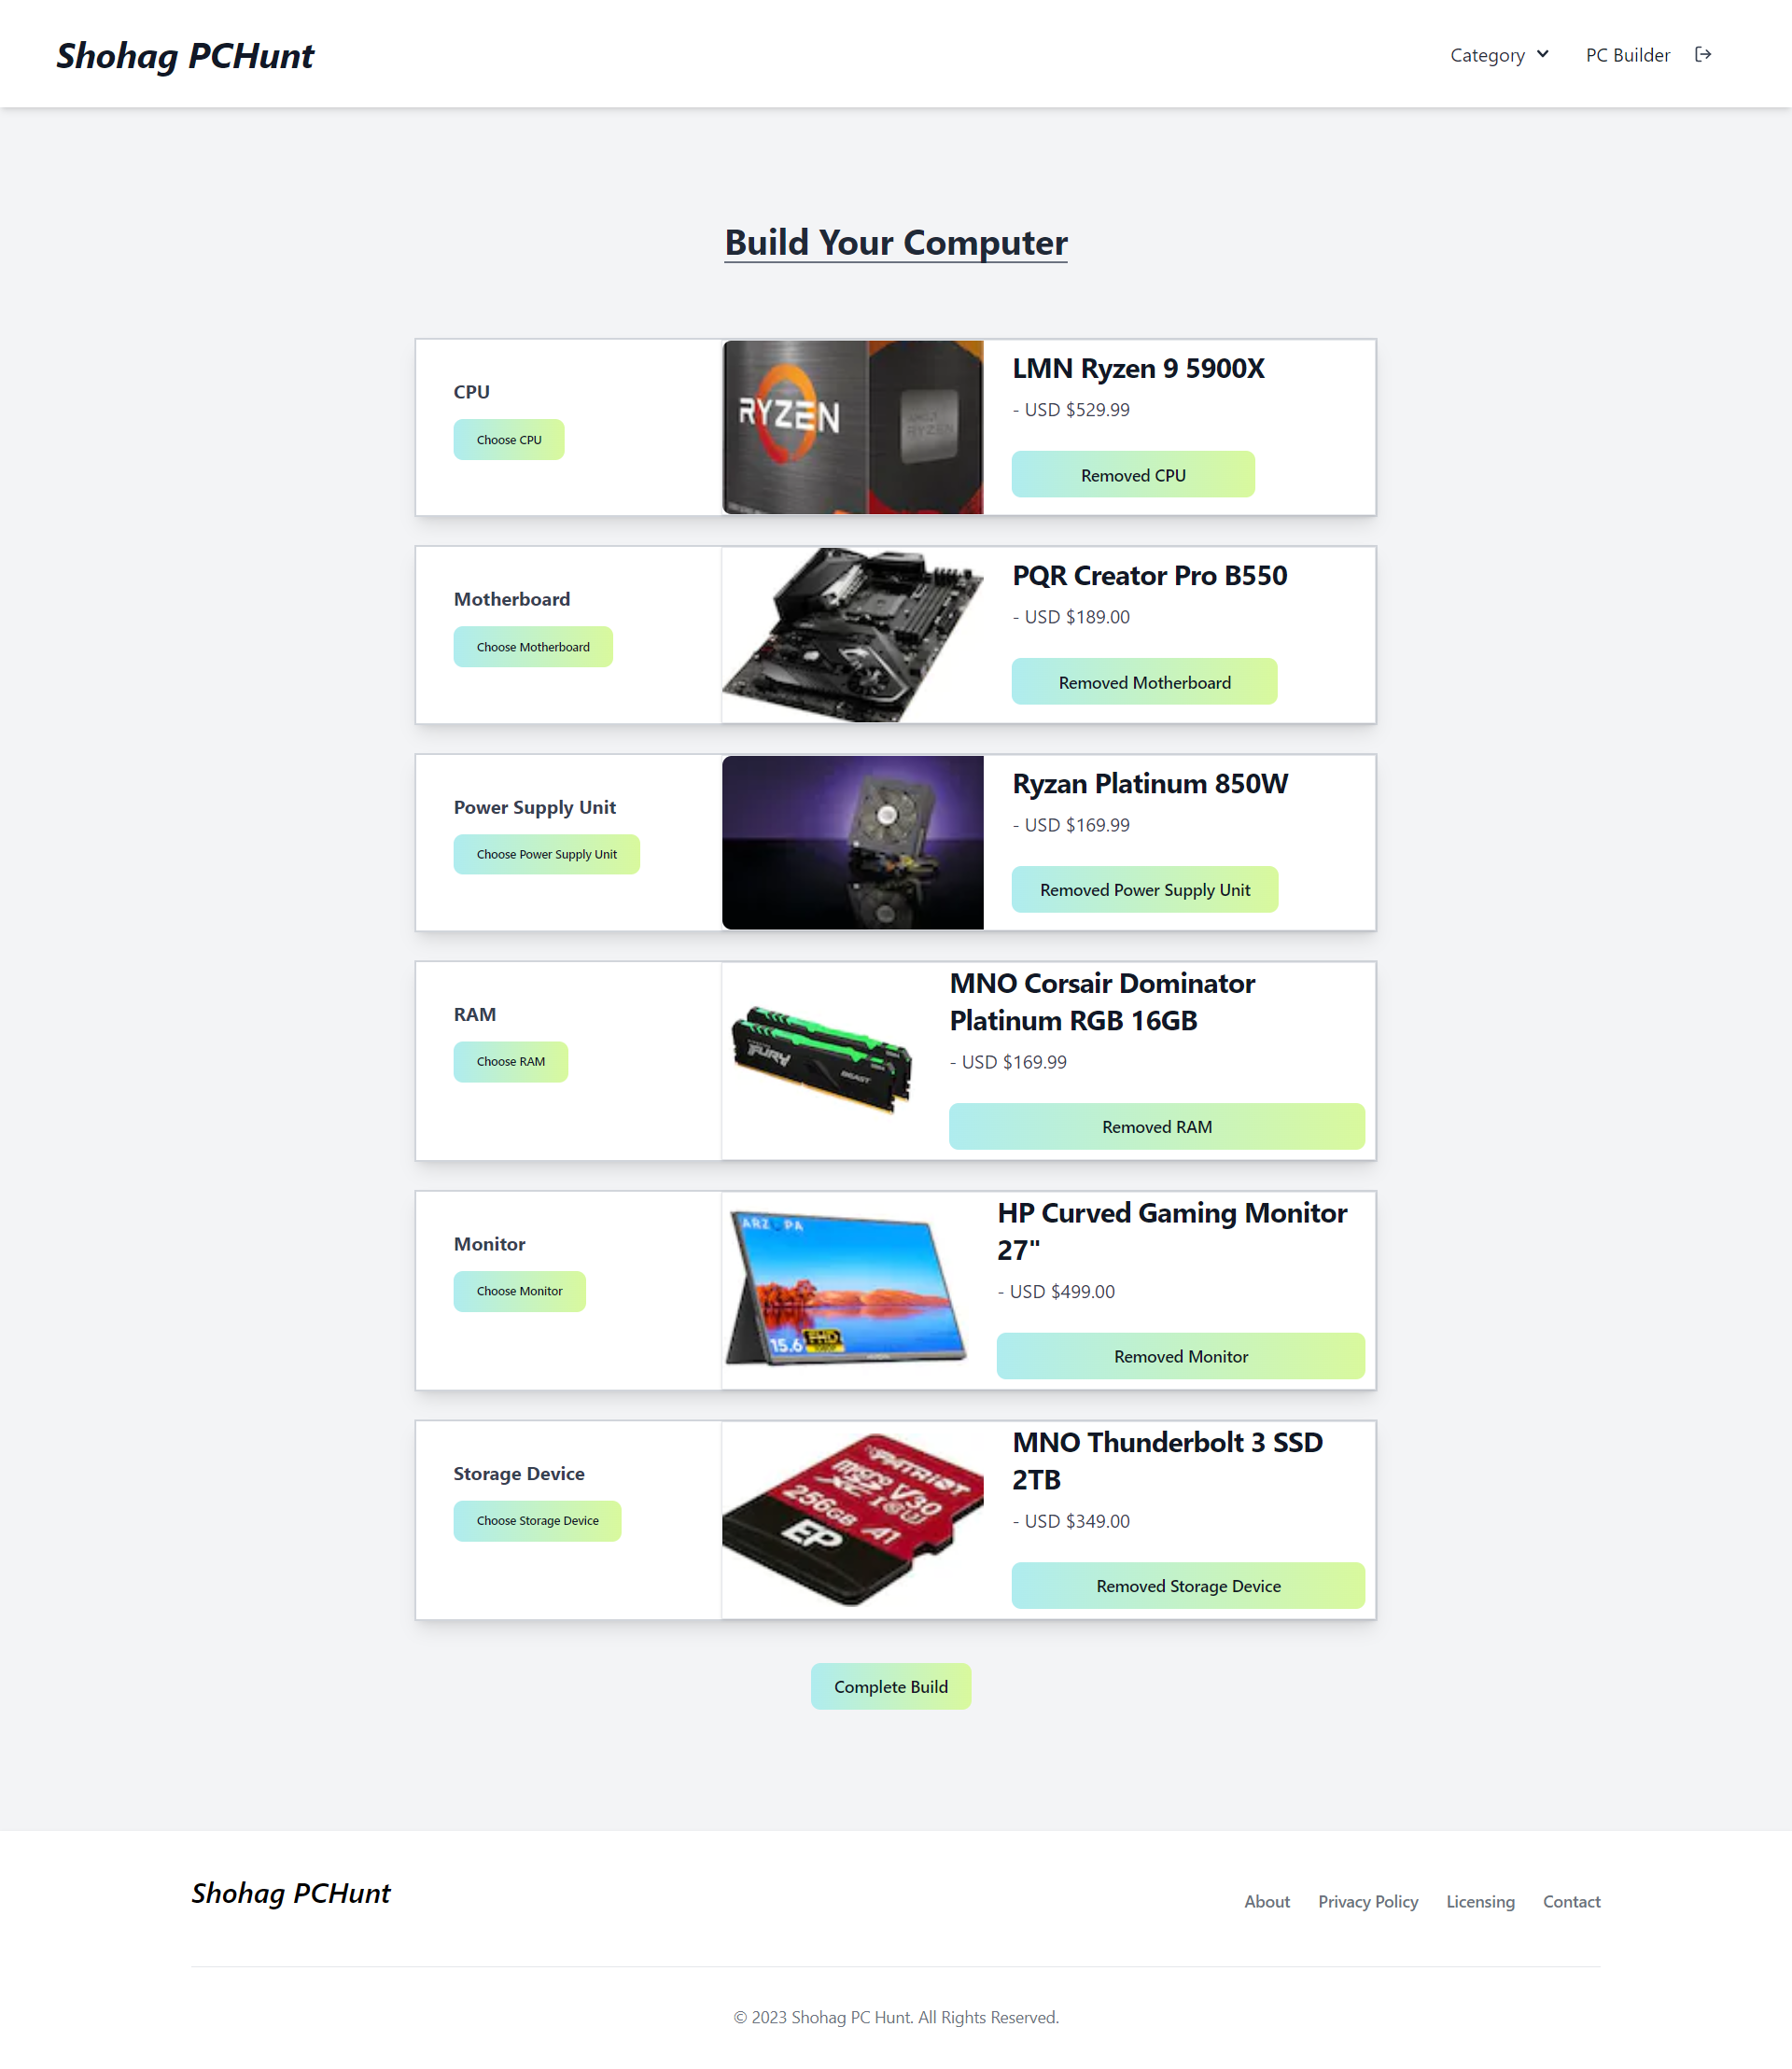 Shohag PCHunt
Category
PC Builder
Build Your Computer
CPU
Choose CPU
RYZEN
RYZEN
LMN Ryzen 9 5900X
- USD $529.99
Removed CPU
Motherboard
Choose Motherboard
PQR Creator Pro B550
- USD $189.00
Removed Motherboard
Power Supply Unit
Choose Power Supply Unit
Ryzan Platinum 850W
- USD $169.99
Removed Power Supply Unit
RAM
Choose RAM
FURY
BEAST
MNO Corsair Dominator
Platinum RGB 16GB
- USD $169.99
Removed RAM
Monitor
Choose Monitor
ARZOPA
15.6 FHD
HP Curved Gaming Monitor
27"
- USD $499.00
Removed Monitor
Storage Device
Choose Storage Device
PATRIOT
micro V30
256GB A1
EP
MNO Thunderbolt 3 SSD
2TB
- USD $349.00
Removed Storage Device
Complete Build
Shohag PCHunt
About
Privacy Policy
Licensing
Contact
© 2023 Shohag PC Hunt. All Rights Reserved.